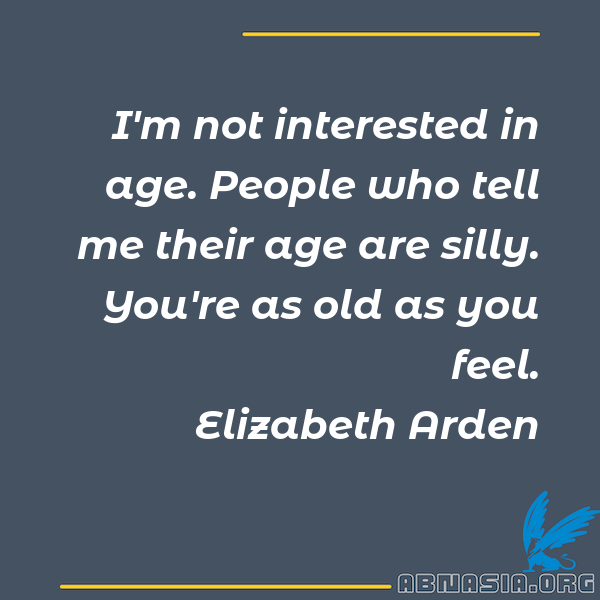 I'm not interested in
age. People who tell
me their age are silly.
You're as old as you
feel.
Elizabeth Arden
ABNASIA.ORG